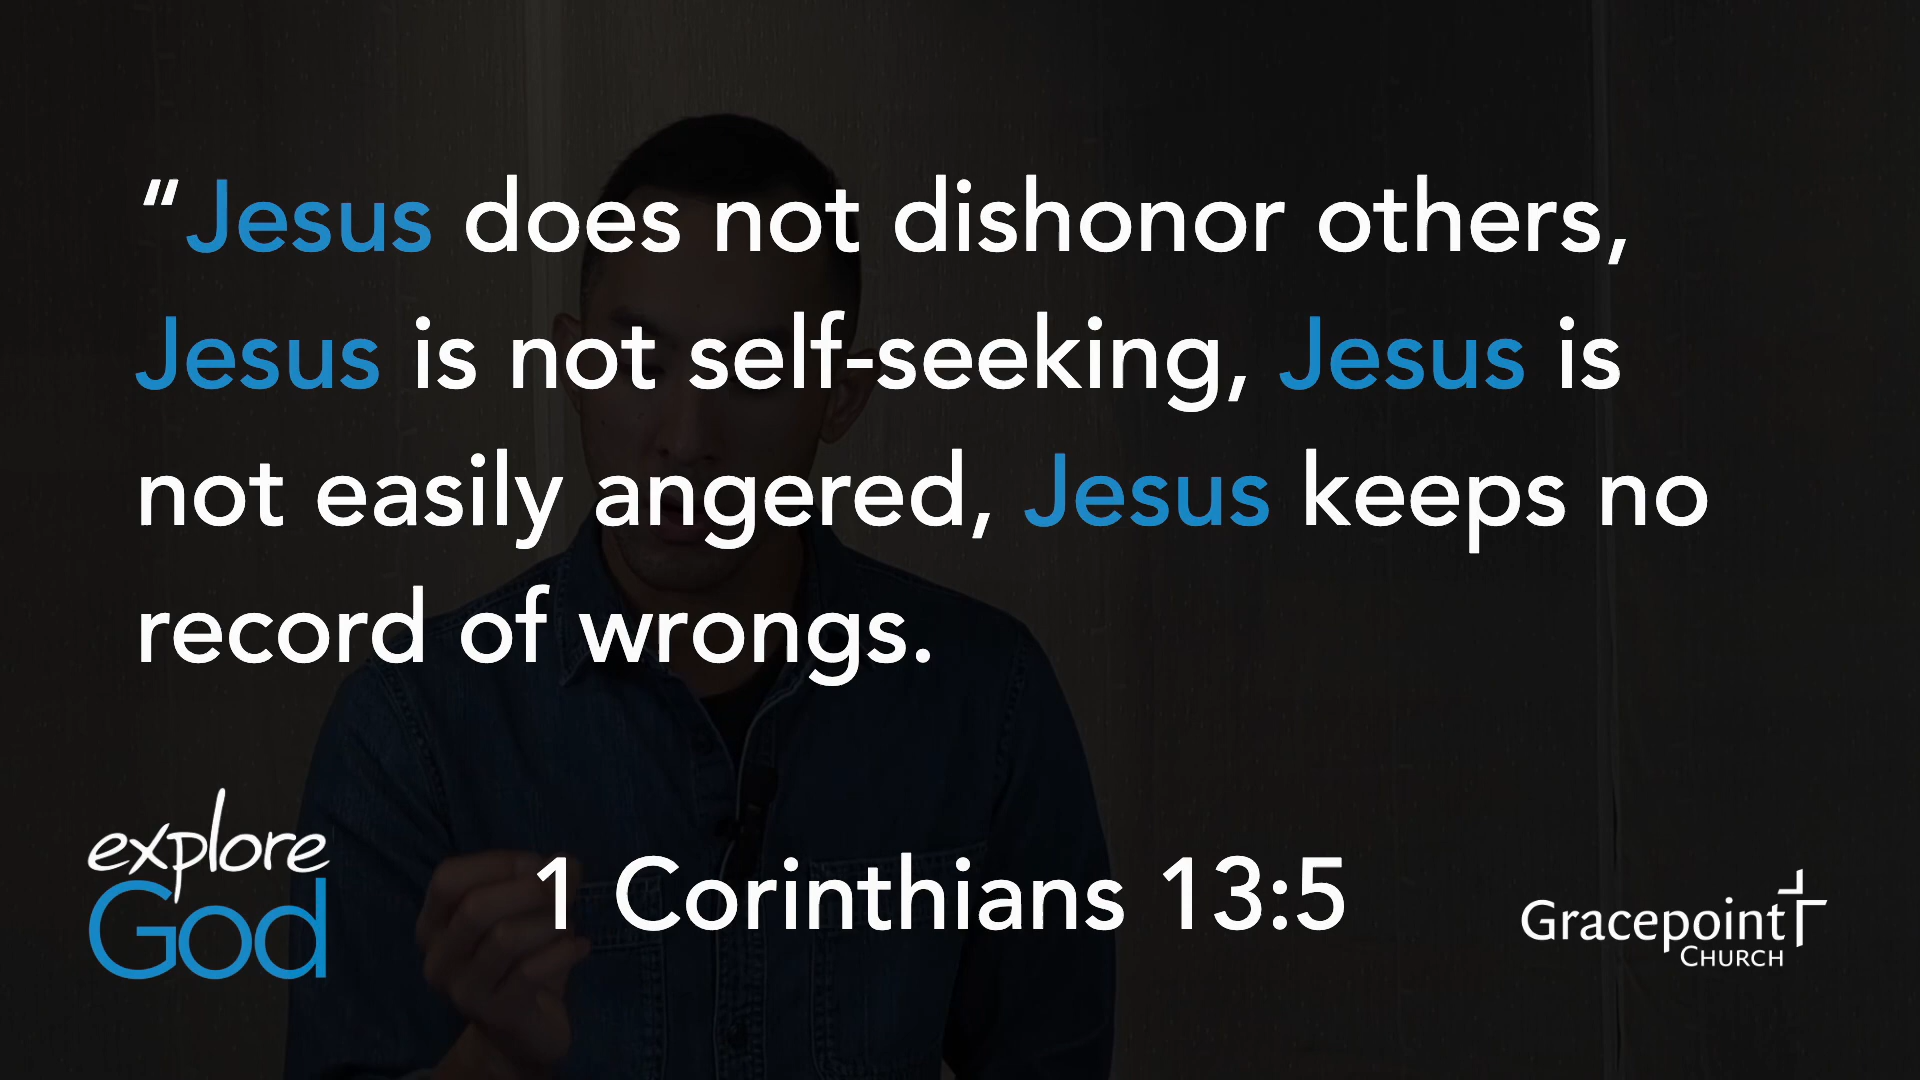 “Jesus does not dishonor others,
Jesus is not self-seeking, Jesus is
not easily angered, Jesus keeps no
record of wrongs.
1 Corinthians 13:5
explore
God
Gracepoint
CHURCH